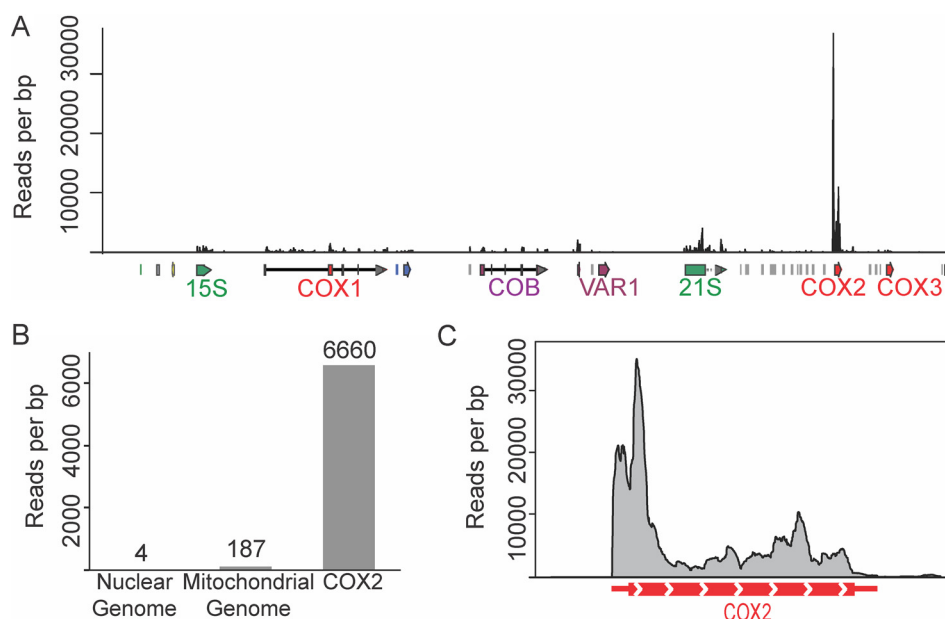 A
Reads per bp
10000 20000 30000
15S COX1 COB VAR1 21S COX2 COX3
B
Reads per bp
2000 4000 6000
4 187 6660
Nuclear Mitochondrial COX2
Genome Genome
C
Reads per bp
10000 20000 30000
COX2